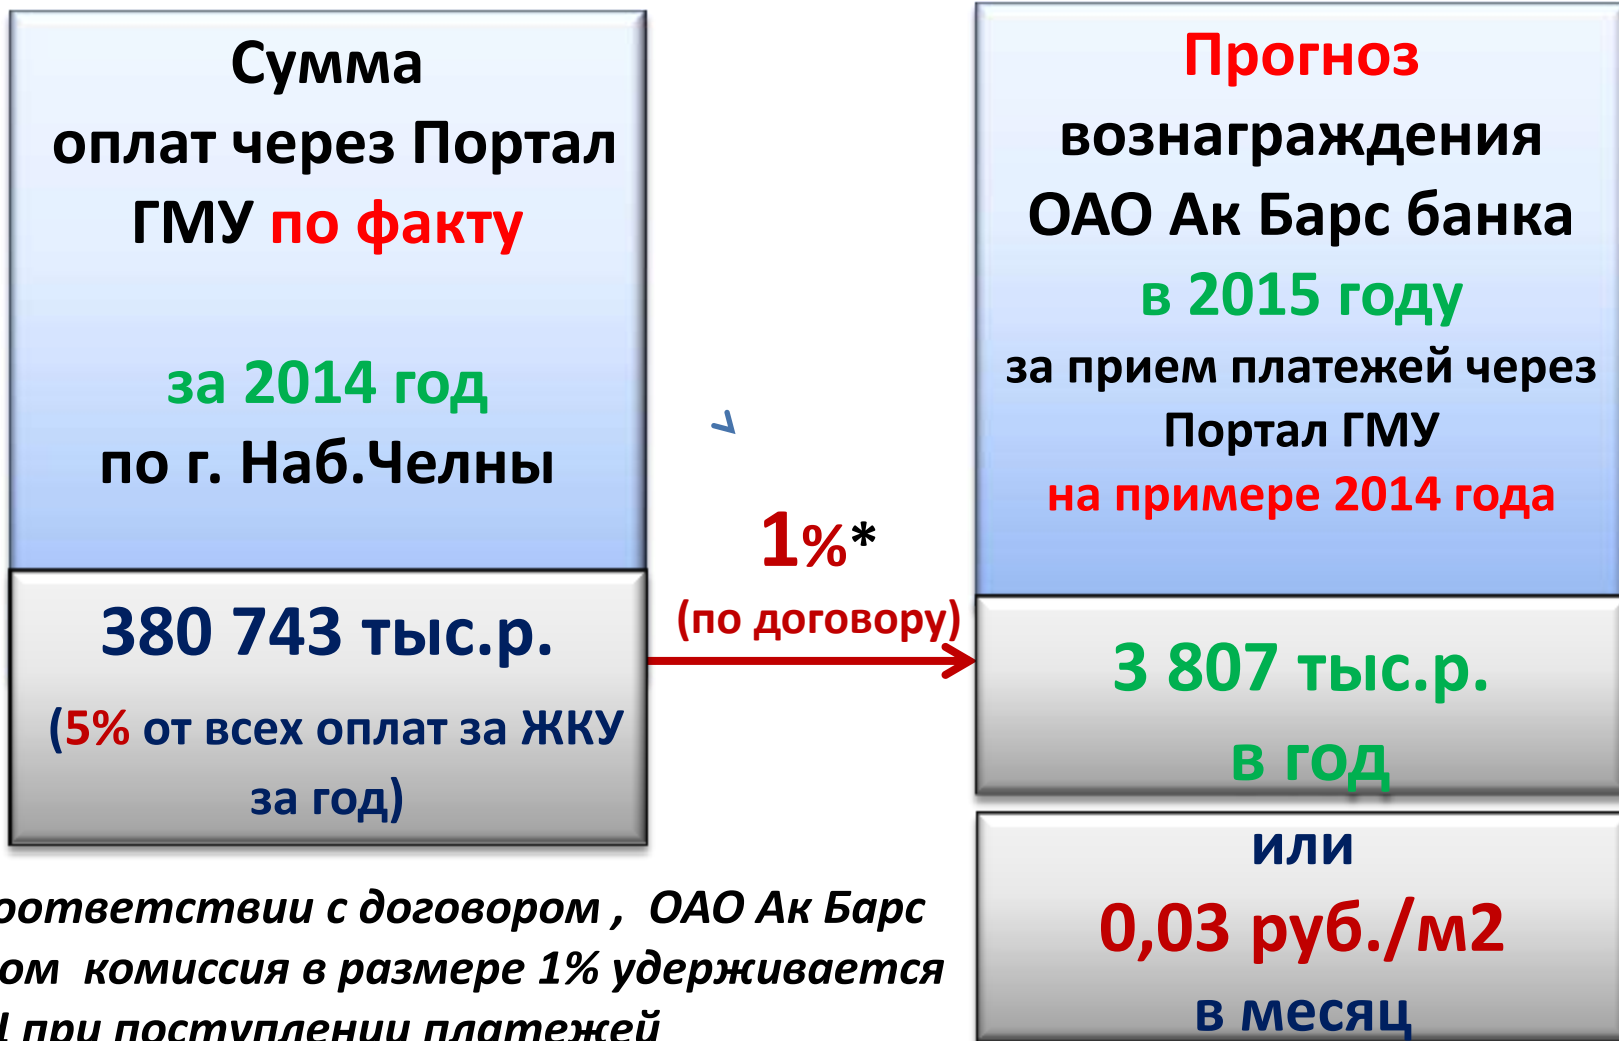 Сумма
оплат через Портал
ГМУ по факту
за 2014 год
по г. Наб.Челны
380 743 тыс.р.
(5% от всех оплат за ЖКУ
за год)
1%*
(по договору)
Прогноз
вознаграждения
ОАО Ак Барс банка
в 2015 году
за прием платежей через
Портал ГМУ
на примере 2014 года
3 807 тыс.р.
в год
или
0,03 руб./м2
в месяц
с договором , ОАО Ак Барс
комиссия в размере 1% удерживается
при поступлении платежей